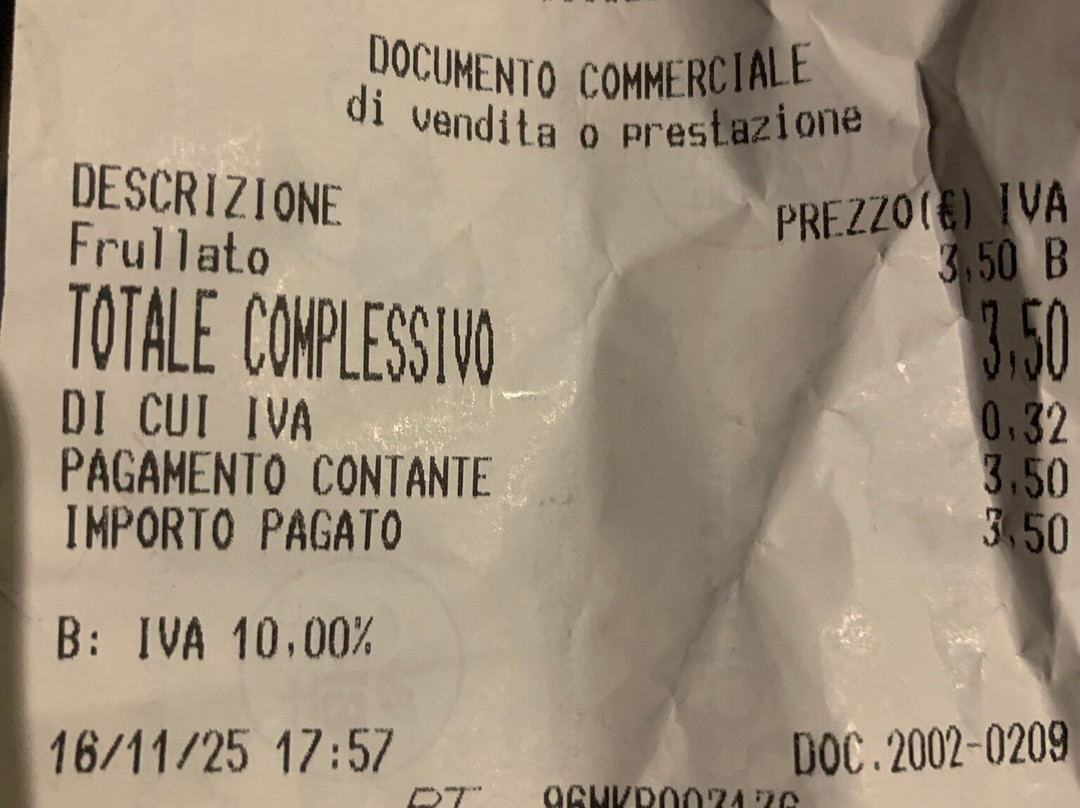 DOCUMENTO COMMERCIALE
di vendita o prestazione
DESCRIZIONE PREZZO(€) IVA
Frullato 3,50 B
TOTALE COMPLESSIVO 3,50
DI CUI IVA 0,32
PAGAMENTO CONTANTE 3,50
IMPORTO PAGATO 3,50
B: IVA 10,00%
16/11/25 17:57 DOC.2002-0209
RT